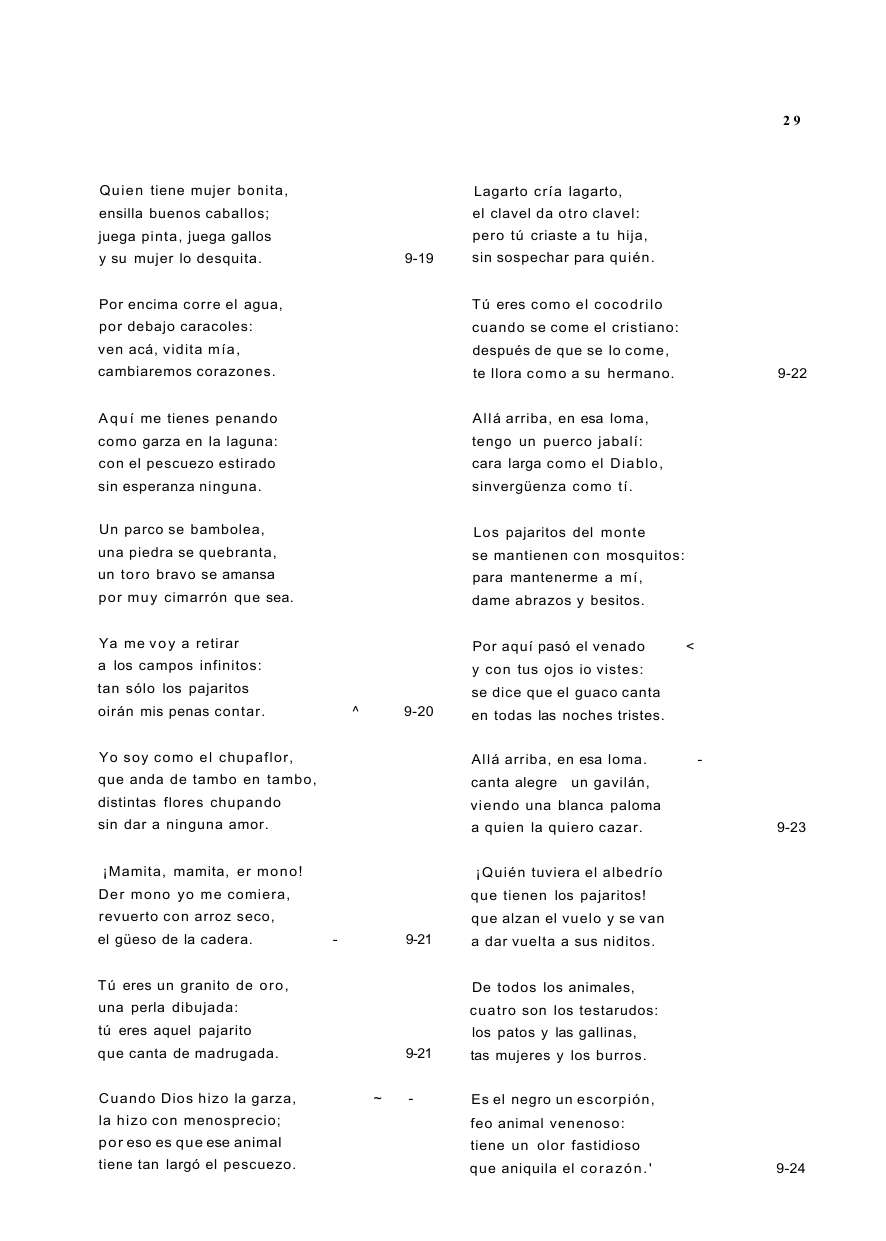 29
Quien tiene mujer bonita,
ensilla buenos caballos;
juega pinta, juega gallos
y su mujer lo desquita. 9-19
Por encima corre el agua,
por debajo caracoles:
ven acá, vidita mía,
cambiaremos corazones.
Aquí me tienes penando
como garza en la laguna:
con el pescuezo estirado
sin esperanza ninguna.
Un parco se bambolea,
una piedra se quebranta,
un toro bravo se amansa
por muy cimarrón que sea.
Ya me voy a retirar
a los campos infinitos:
tan sólo los pajaritos
oirán mis penas contar. ^ 9-20
Yo soy como el chupaflor,
que anda de tambo en tambo,
distintas flores chupando
sin dar a ninguna amor.
¡Mamita, mamita, er mono!
Der mono yo me comiera,
revuerto con arroz seco,
el güeso de la cadera. - 9-21
Tú eres un granito de oro,
una perla dibujada:
tú eres aquel pajarito
que canta de madrugada. 9-21
Cuando Dios hizo la garza, ~ -
la hizo con menosprecio;
por eso es que ese animal
tiene tan largó el pescuezo.
Lagarto cría lagarto,
el clavel da otro clavel:
pero tú criaste a tu hija,
sin sospechar para quién.
Tú eres como el cocodrilo
cuando se come el cristiano:
después de que se lo come,
te llora como a su hermano. 9-22
Allá arriba, en esa loma,
tengo un puerco jabalí:
cara larga como el Diablo,
sinvergüenza como tí.
Los pajaritos del monte
se mantienen con mosquitos:
para mantenerme a mí,
dame abrazos y besitos.
Por aquí pasó el venado <
y con tus ojos io vistes:
se dice que el guaco canta
en todas las noches tristes.
Allá arriba, en esa loma. -
canta alegre un gavilán,
viendo una blanca paloma
a quien la quiero cazar. 9-23
¡Quién tuviera el albedrío
que tienen los pajaritos!
que alzan el vuelo y se van
a dar vuelta a sus niditos.
De todos los animales,
cuatro son los testarudos:
los patos y las gallinas,
tas mujeres y los burros.
Es el negro un escorpión,
feo animal venenoso:
tiene un olor fastidioso
que aniquila el corazón.' 9-24